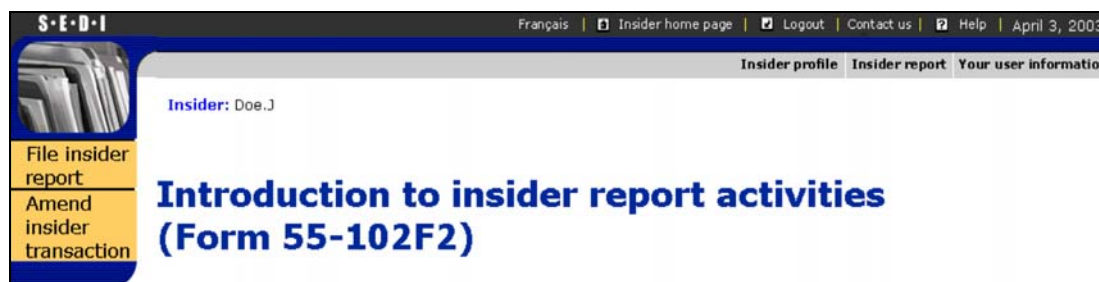 S•E•D•I
Français | Insider home page | Logout | Contact us | Help | April 3, 2003
Insider profile Insider report Your user informatio
Insider: Doe.J
File insider
report
Amend
insider
transaction
Introduction to insider report activities
(Form 55-102F2)